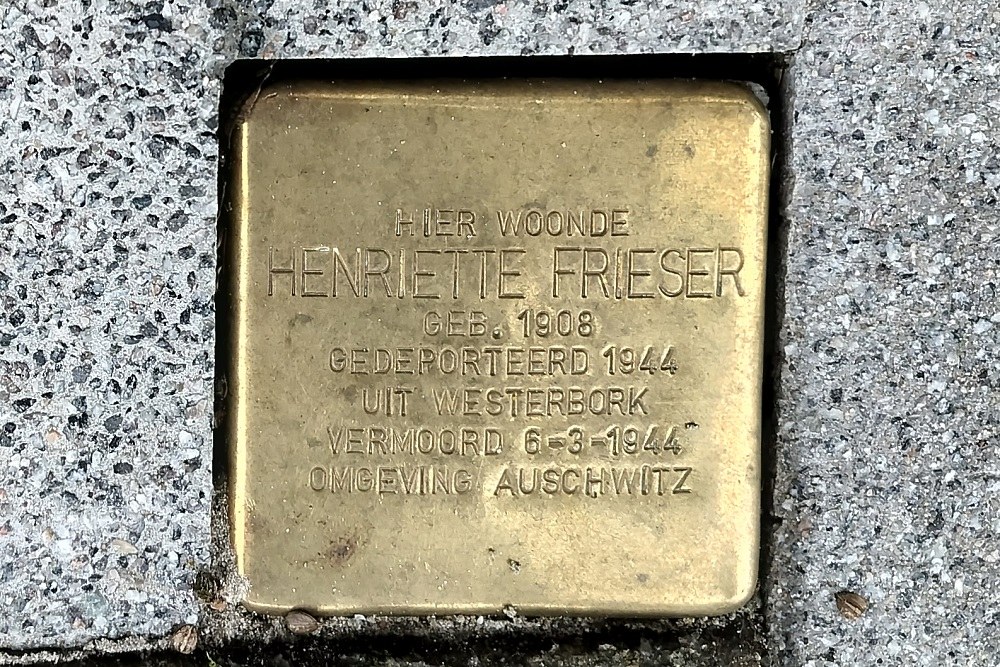 HIER WOONDE
HENRIETTE FRIESER
GEB. 1908
GEDEPORTEERD 1944
UIT WESTERBORK
VERMOORD 6-3-1944
OMGEVING AUSCHWITZ